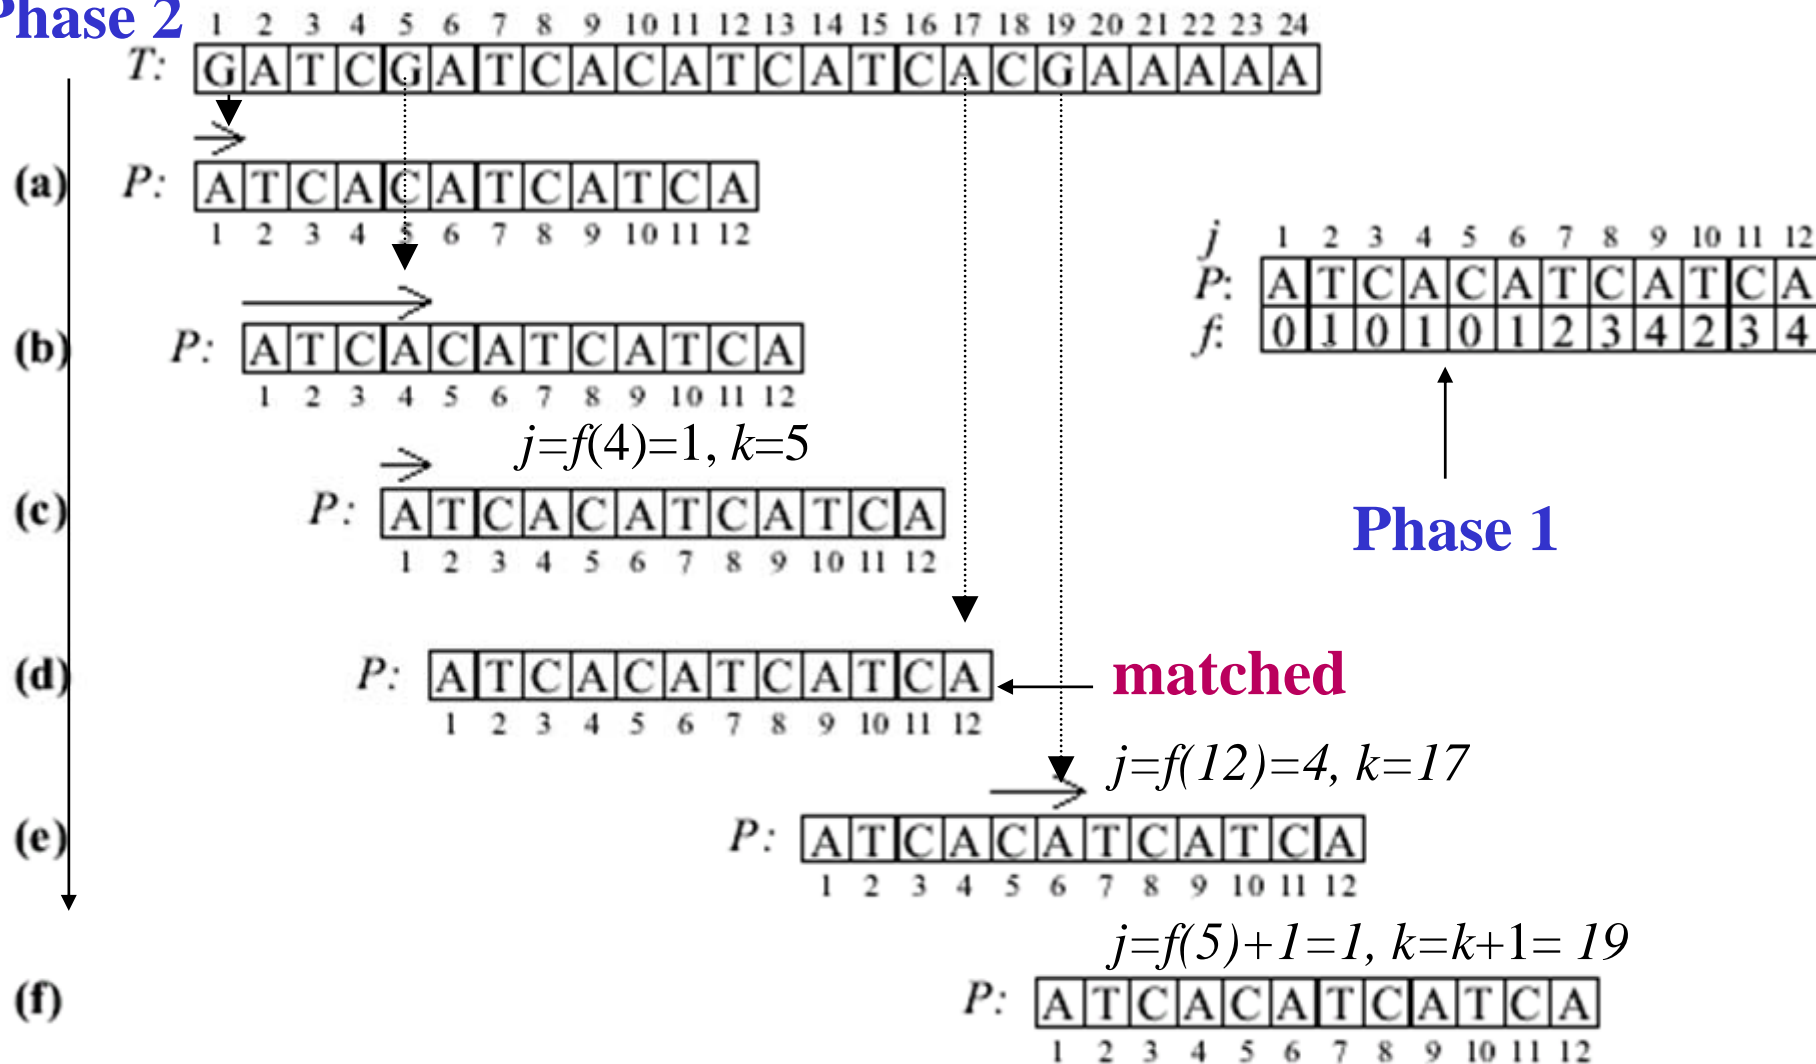 Phase 2
1 2 3 4 5 6 7 8 9 10 11 12 13 14 15 16 17 18 19 20 21 22 23 24
T: G A T C G A T C A C A T C A T C A C G A A A A A
(a) P: A T C A C A T C A T C A
1 2 3 4 5 6 7 8 9 10 11 12
j 1 2 3 4 5 6 7 8 9 10 11 12
P: A T C A C A T C A T C A
f: 0 1 0 1 0 1 2 3 4 2 3 4
Phase 1
(b) P: A T C A C A T C A T C A
1 2 3 4 5 6 7 8 9 10 11 12
j=f(4)=1, k=5
(c) P: A T C A C A T C A T C A
1 2 3 4 5 6 7 8 9 10 11 12
(d) P: A T C A C A T C A T C A
matched
1 2 3 4 5 6 7 8 9 10 11 12
j=f(12)=4, k=17
(e) P: A T C A C A T C A T C A
1 2 3 4 5 6 7 8 9 10 11 12
j=f(5)+1=1, k=k+1= 19
(f) P: A T C A C A T C A T C A
1 2 3 4 5 6 7 8 9 10 11 12